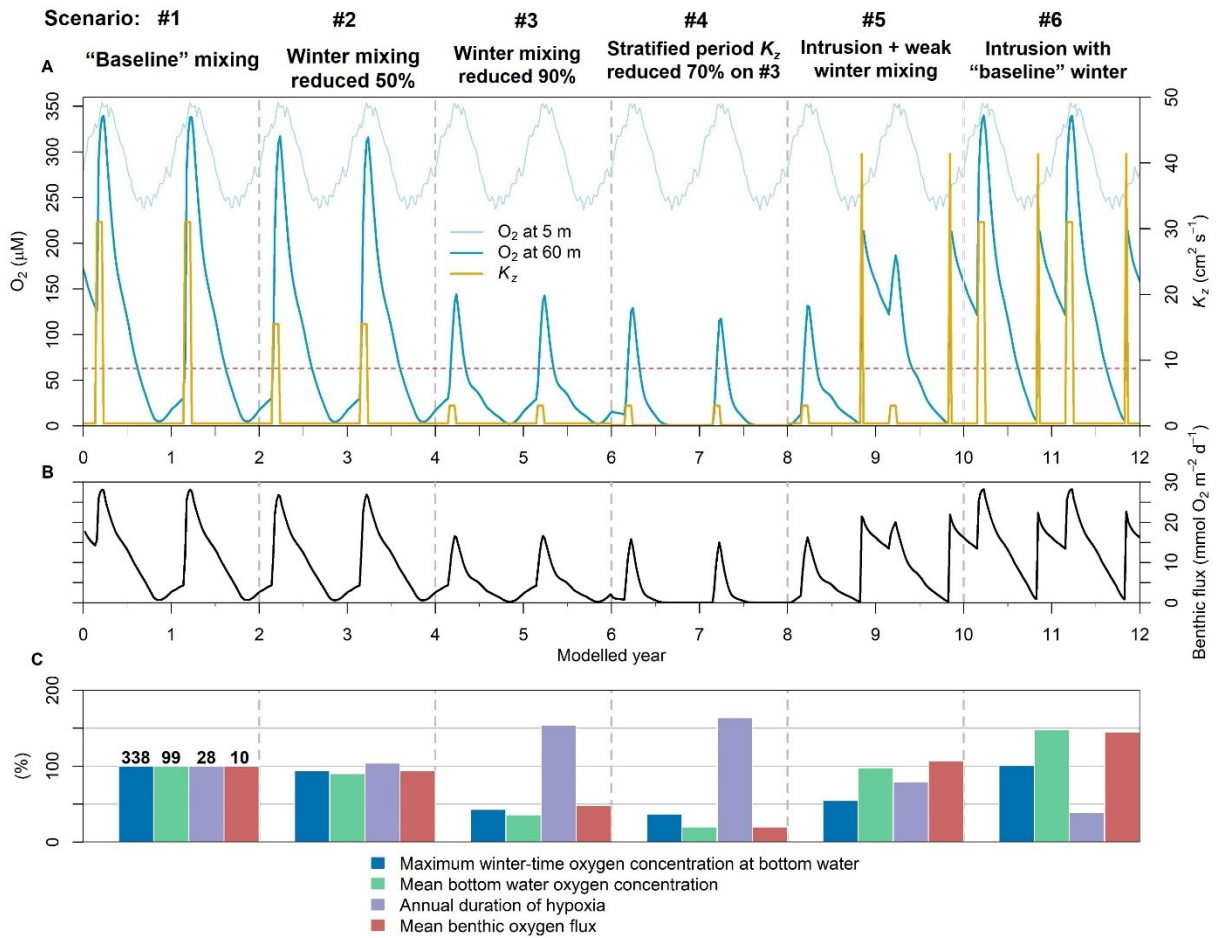 Scenario: #1 #2 #3 #4 #5 #6
“Baseline” mixing
Winter mixing
reduced 50%
Winter mixing
reduced 90%
Stratified period Kz
reduced 70% on #3
Intrusion + weak
winter mixing
Intrusion with
“baseline” winter
A
O2 (μM)
350
300
250
200
150
100
50
0
50
40
30
20
10
0
Kz (cm2 s−1)
O2 at 5 m
O2 at 60 m
Kz
0 1 2 3 4 5 6 7 8 9 10 11 12
B
30
20
10
5
0
Benthic flux (mmol O2 m−2 d−1)
0 1 2 3 4 5 6 7 8 9 10 11 12
Modelled year
C
(%)
200
100
0
338 99 28 10
Maximum winter-time oxygen concentration at bottom water
Mean bottom water oxygen concentration
Annual duration of hypoxia
Mean benthic oxygen flux